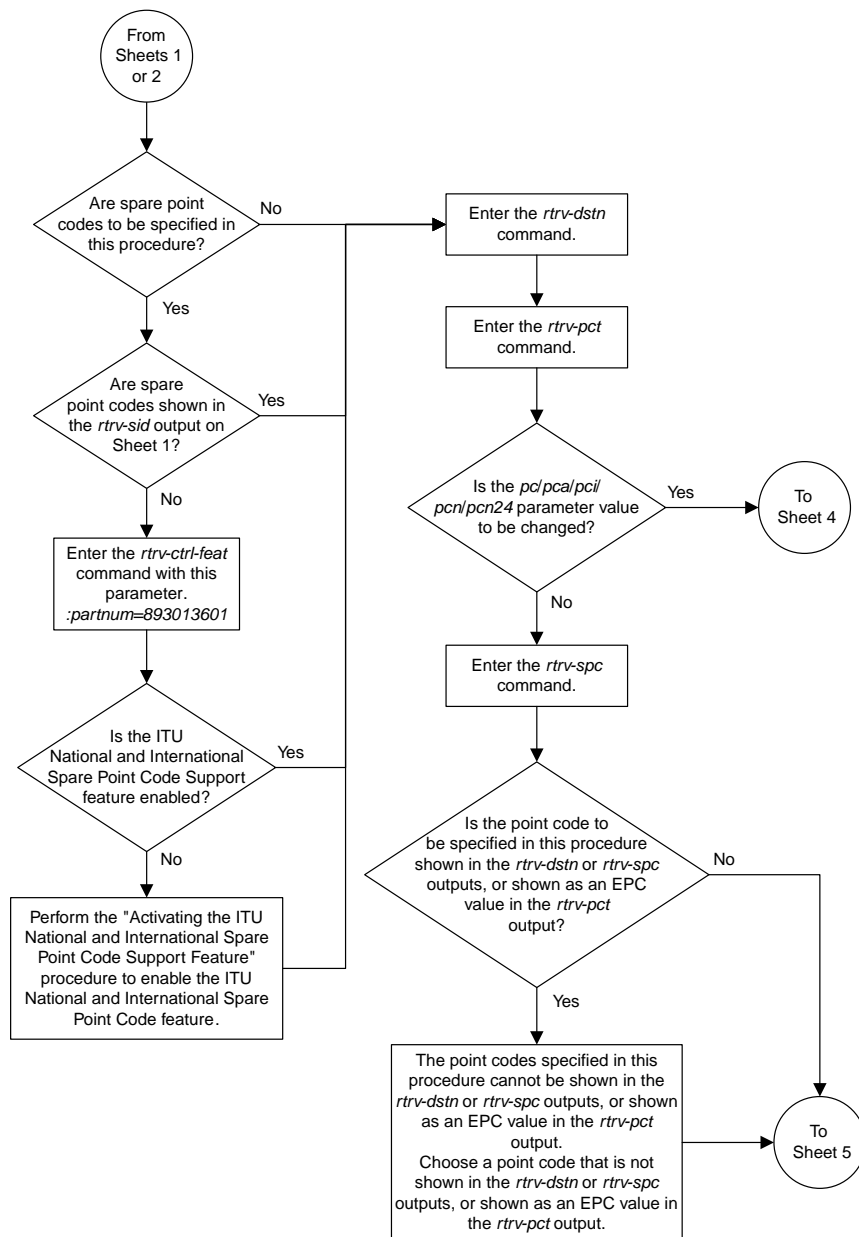 From
Sheets 1
or 2
Are spare point
codes to be specified in
this procedure?
No
Yes
Are spare
point codes shown in
the rtrv-sid output on
Sheet 1?
Yes
No
Enter the rtrv-ctrl-feat
command with this
parameter.
:partnum=893013601
Is the ITU
National and International
Spare Point Code Support
feature enabled?
Yes
No
Perform the "Activating the ITU
National and International Spare
Point Code Support Feature"
procedure to enable the ITU
National and International Spare
Point Code feature.
Enter the rtrv-dstn
command.
Enter the rtrv-pct
command.
Is the pc/pca/pci/
pcn/pcn24 parameter value
to be changed?
Yes
To
Sheet 4
No
Enter the rtrv-spc
command.
Is the point code to
be specified in this procedure
shown in the rtrv-dstn or rtrv-spc
outputs, or shown as an EPC
value in the rtrv-pct
output?
No
Yes
The point codes specified in this
procedure cannot be shown in the
rtrv-dstn or rtrv-spc outputs, or shown
as an EPC value in the rtrv-pct
output.
Choose a point code that is not
shown in the rtrv-dstn or rtrv-spc
outputs, or shown as an EPC value in
the rtrv-pct output.
To
Sheet 5